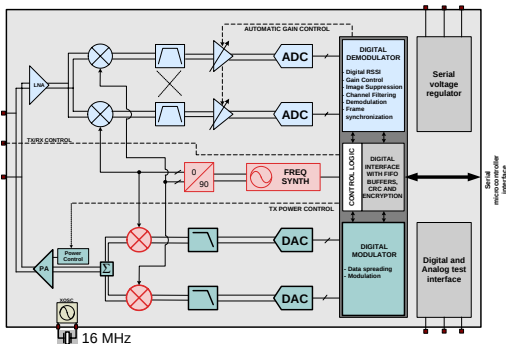 AUTOMATIC GAIN CONTROL
LNA
ADC
ADC
DIGITAL
DEMODULATOR
- Digital RSSI
- Gain Control
- Image Suppression
- Channel Filtering
- Demodulation
- Frame
synchronization
Serial
voltage
regulator
TX/RX CONTROL
0
90
FREQ
SYNTH
CONTROL LOGIC
DIGITAL
INTERFACE
WITH FIFO
BUFFERS,
CRC AND
ENCRYPTION
Serial
microcontroller
interface
TX POWER CONTROL
Power
Control
PA
Σ
DAC
DAC
DIGITAL
MODULATOR
- Data spreading
- Modulation
Digital and
Analog test
interface
XOSC
16 MHz